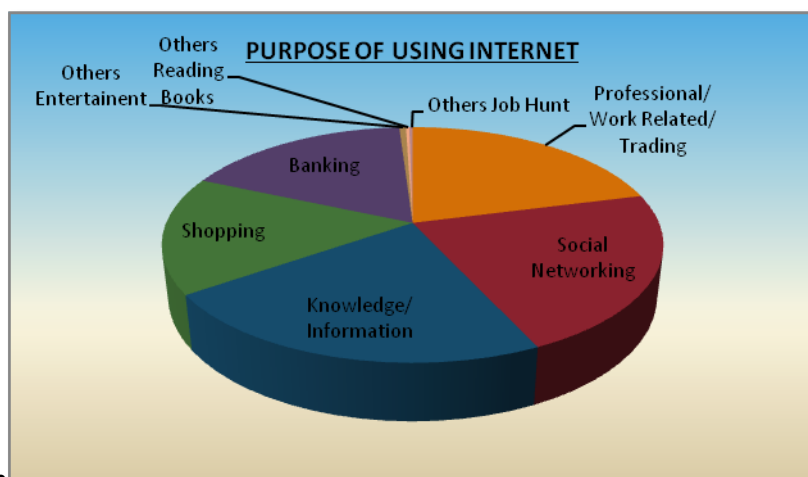 PURPOSE OF USING INTERNET
Others
Reading
Books
Others
Entertainent
Others Job Hunt
Professional/
Work Related/
Trading
Banking
Shopping
Social
Networking
Knowledge/
Information